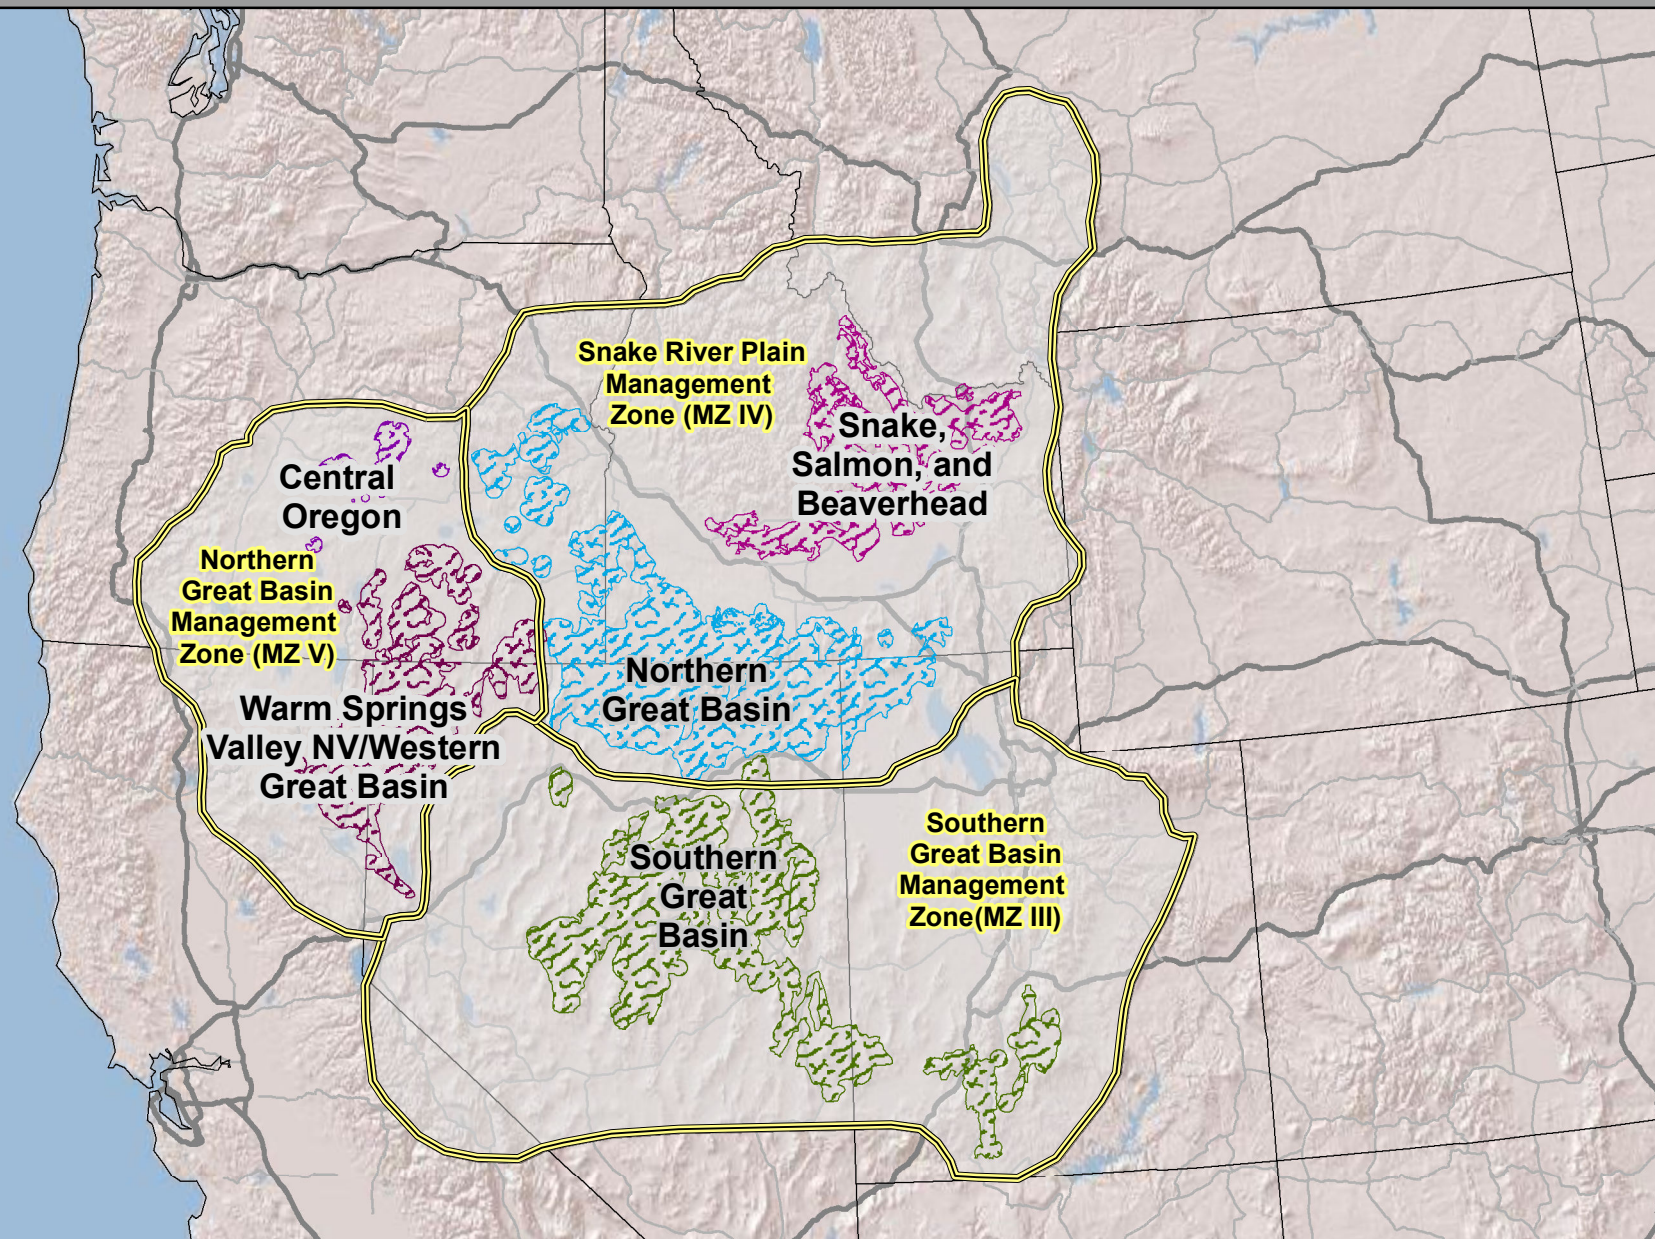 Snake River Plain
Management
Zone (MZ IV)
Snake,
Salmon, and
Beaverhead
Central
Oregon
Northern
Great Basin
Management
Zone (MZ V)
Northern
Great Basin
Warm Springs
Valley NV/Western
Great Basin
Southern
Great Basin
Management
Zone(MZ III)
Southern
Great
Basin